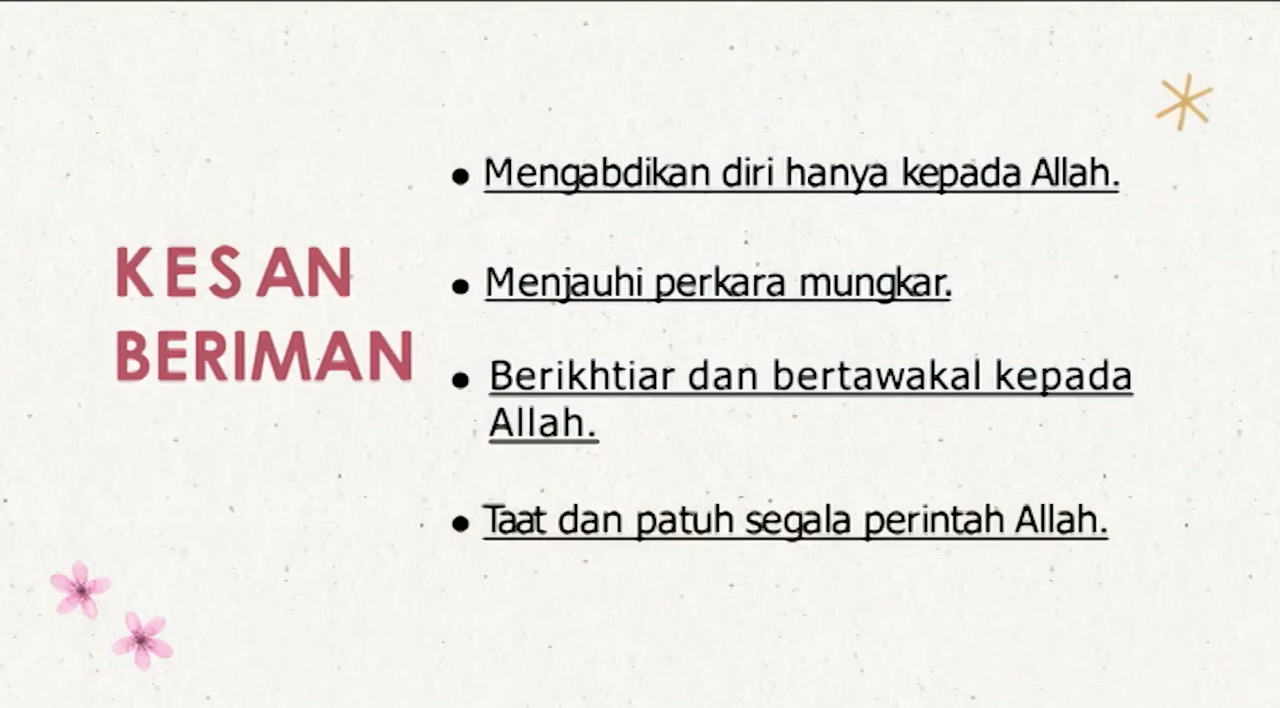 KESAN
BERIMAN
• Mengabdikan diri hanya kepada Allah.
• Menjauhi perkara mungkar.
• Berikhtiar dan bertawakal kepada
Allah.
• Taat dan patuh segala perintah Allah.